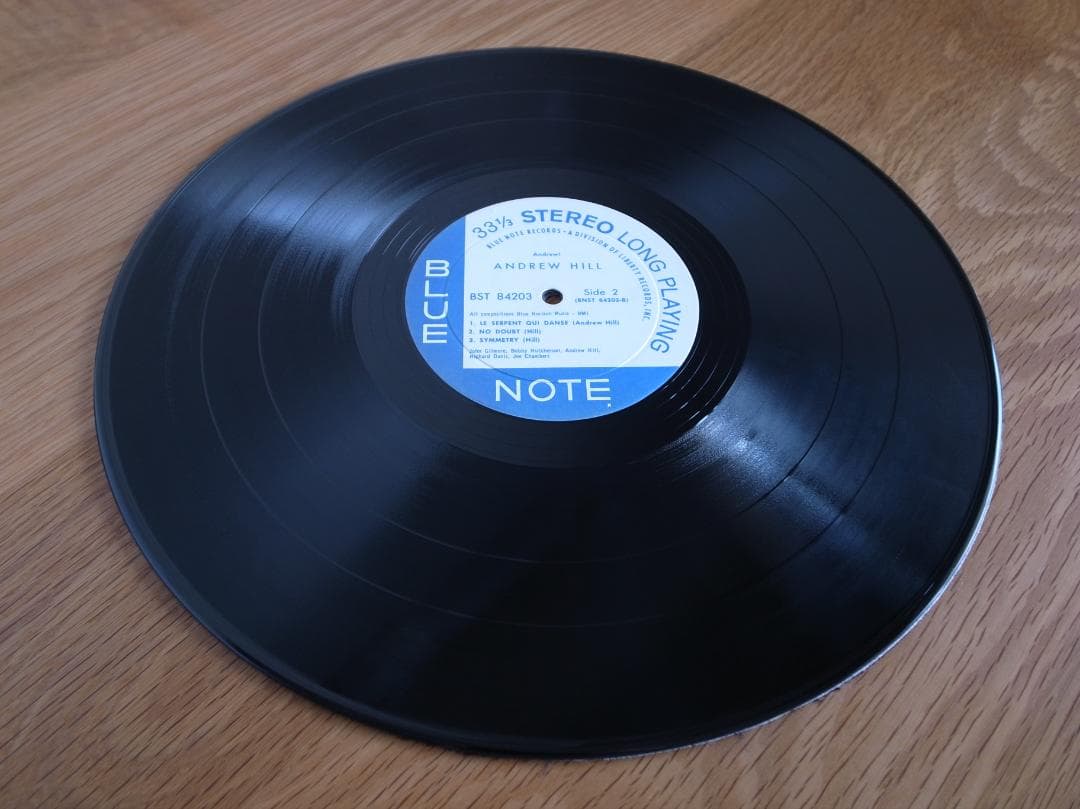 33⅓ STEREO LONG PLAYING
BLUE NOTE RECORDS • A DIVISION OF LIBERTY RECORDS, INC.
Andrew!
ANDREW HILL
BST 84203
Side 2
(BNST 84203-B)
All compositions Blue Horizon Music - BMI
1. LE SERPENT QUI DANSE (Andrew Hill)
2. NO DOUBT (Hill)
3. SYMMETRY (Hill)
John Gilmore, Bobby Hutcherson, Andrew Hill,
Richard Davis, Joe Chambers
BLUE
NOTE